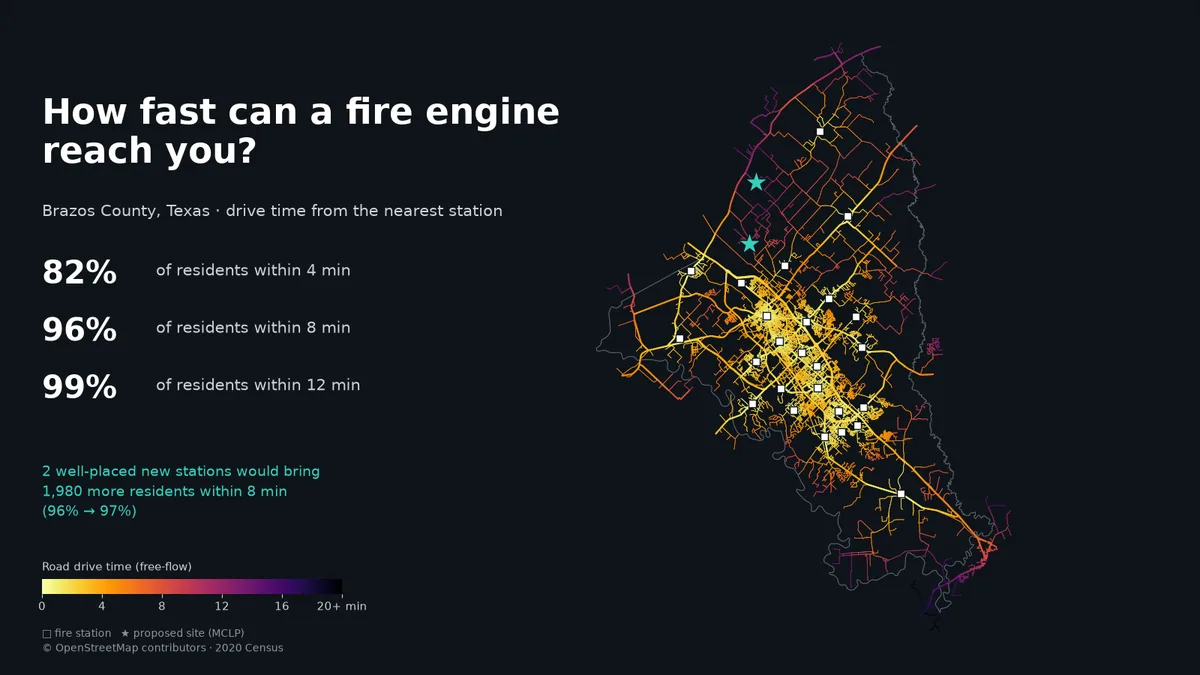 How fast can a fire engine
reach you?
Brazos County, Texas · drive time from the nearest station
82% of residents within 4 min
96% of residents within 8 min
99% of residents within 12 min
2 well-placed new stations would bring
1,980 more residents within 8 min
(96% → 97%)
Road drive time (free-flow)
0 4 8 12 16 20+ min
□ fire station ★ proposed site (MCLP)
© OpenStreetMap contributors · 2020 Census